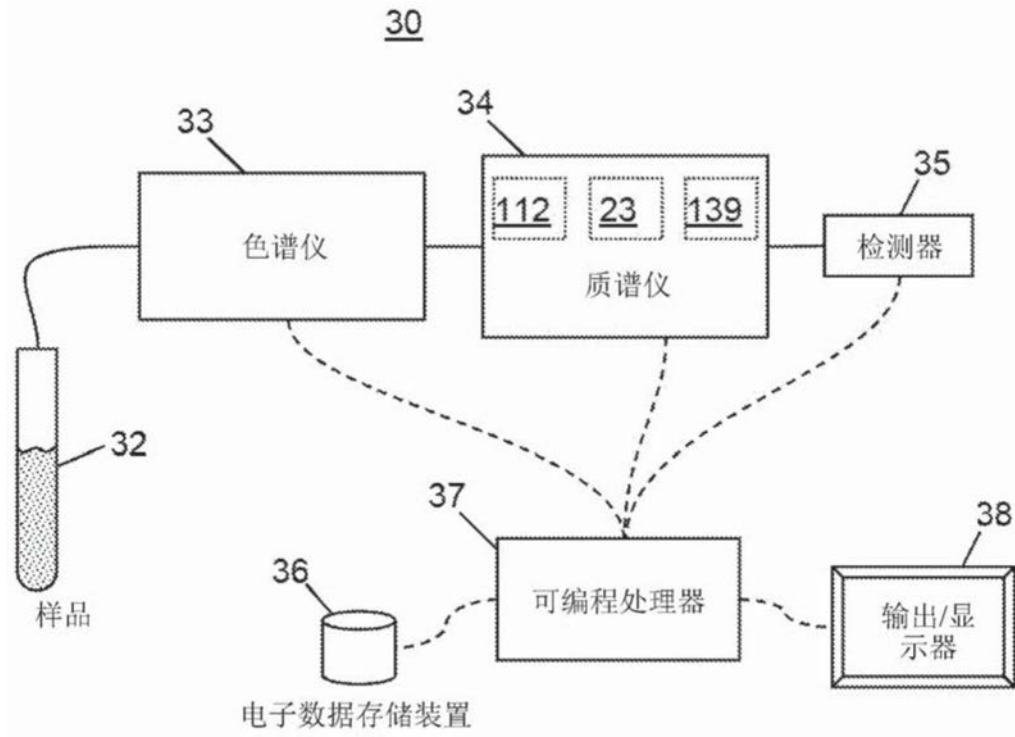 30
33
34
35
112 23 139
色谱仪
质谱仪
检测器
32
样品
37
38
36
可编程处理器
输出/显
示器
电子数据存储装置